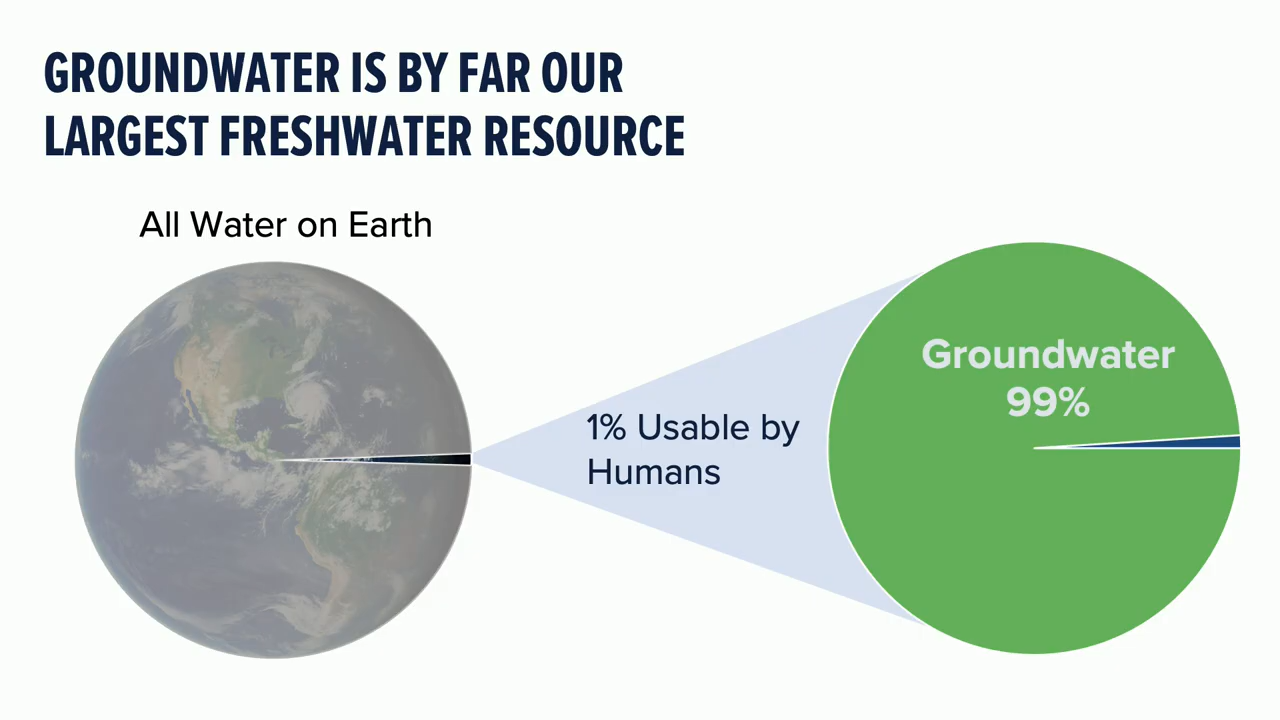 GROUNDWATER IS BY FAR OUR
LARGEST FRESHWATER RESOURCE
All Water on Earth
1% Usable by
Humans
Groundwater
99%